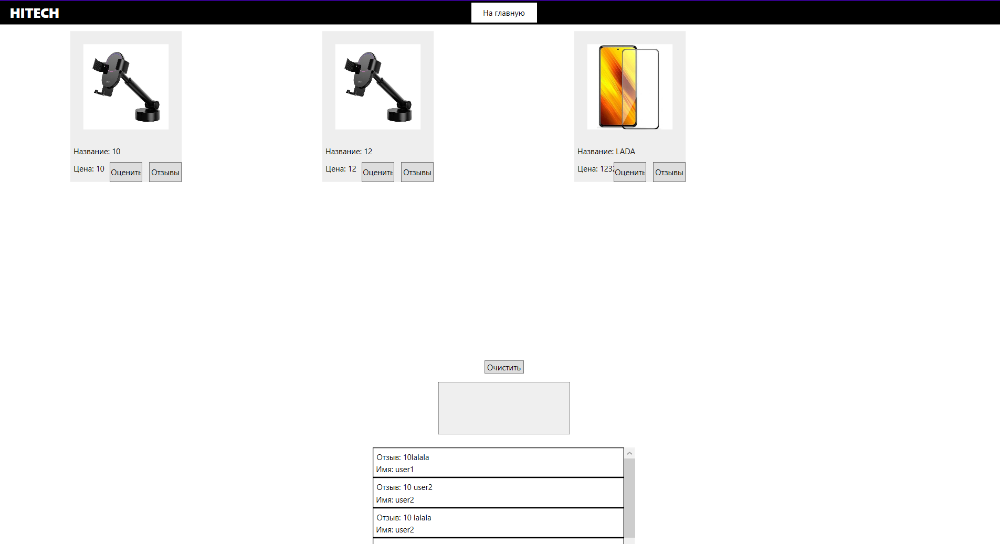 HITECH
На главную
Название: 10
Цена: 10
Оценить
Отзывы
Название: 12
Цена: 12
Оценить
Отзывы
Название: LADA
Цена: 123
Оценить
Отзывы
Очистить
Отзыв: 10lalala
Имя: user1
Отзыв: 10 user2
Имя: user2
Отзыв: 10 lalala
Имя: user2